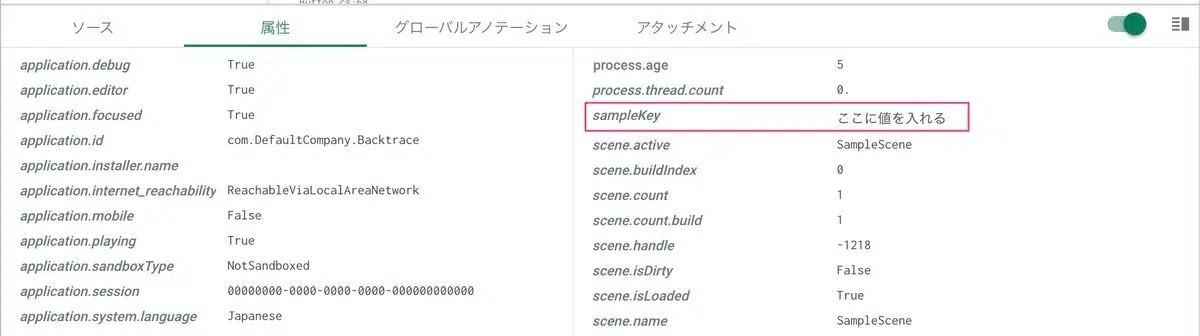 Button.cs:68
ソース 属性 グローバルアノテーション アタッチメント
application.debug True
application.editor True
application.focused True
application.id com.DefaultCompany.Backtrace
application.installer.name
application.internet_reachability ReachableViaLocalAreaNetwork
application.mobile False
application.playing True
application.sandboxType NotSandboxed
application.session 00000000-0000-0000-0000-000000000000
application.system.language Japanese
process.age 5
process.thread.count 0.
sampleKey ここに値を入れる
scene.active SampleScene
scene.buildIndex 0
scene.count 1
scene.count.build 1
scene.handle -1218
scene.isDirty False
scene.isLoaded True
scene.name SampleScene